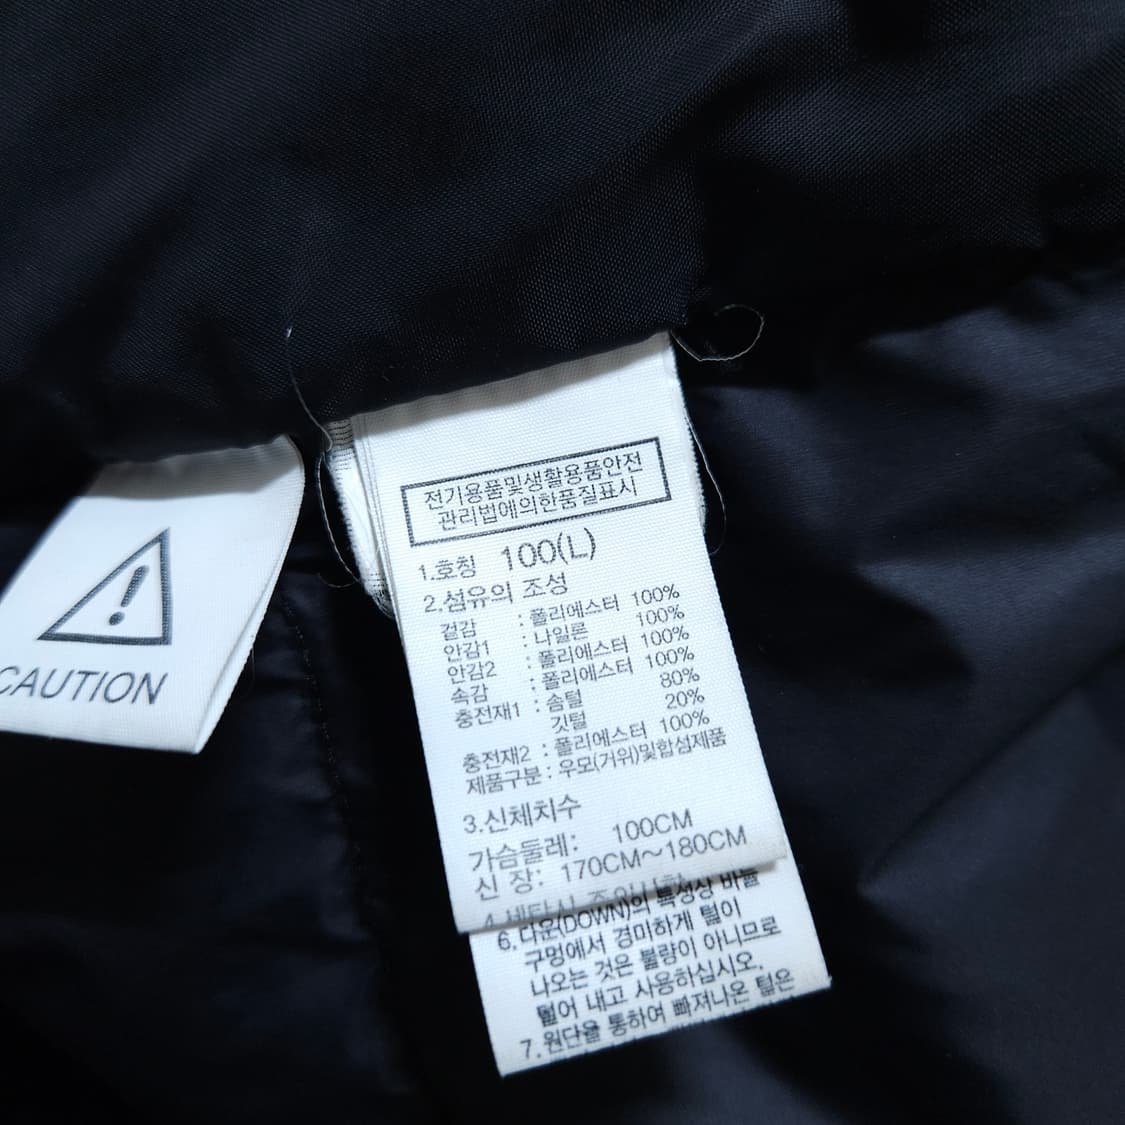 CAUTION
전기용품및생활용품안전
관리법에의한품질표시
1.호칭 100(L)
2.섬유의 조성
겉감 : 폴리에스터 100%
안감1 : 나일론 100%
안감2 : 폴리에스터 100%
속감 : 폴리에스터 100%
충전재1 : 솜털 80%
깃털 20%
충전재2 : 폴리에스터 100%
제품구분 : 우모(거위)및합섬제품
3.신체치수
가슴둘레: 100CM
신 장: 170CM~180CM
4.세탁시
6.다운(DOWN)의 특성상 바늘
구멍에서 경미하게 털이
나오는 것은 불량이 아니므로
털어 내고 사용하십시오.
7.원단을 통하여 빠져나온 털은